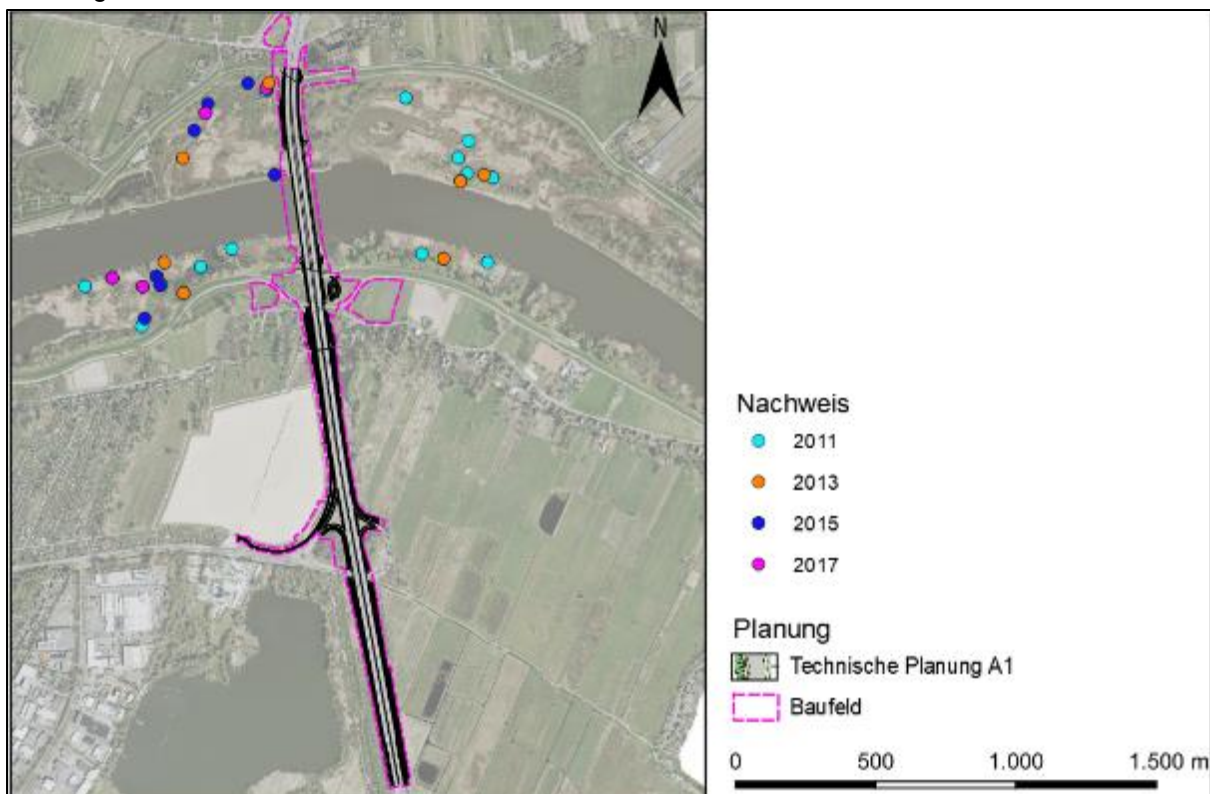 N
Nachweis
2011
2013
2015
2017
Planung
Technische Planung A1
Baufeld
0 500 1.000 1.500 m